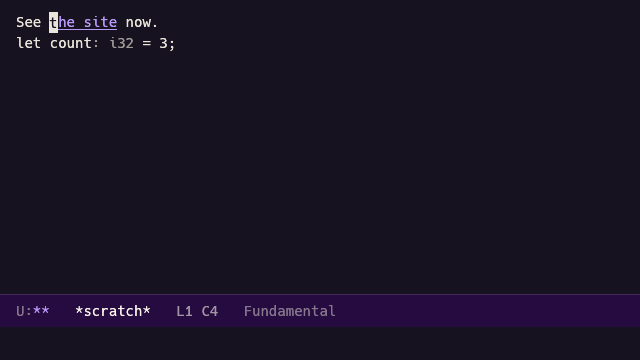 See the site now.
let count: i32 = 3;
U:**  *scratch*  L1 C4  Fundamental